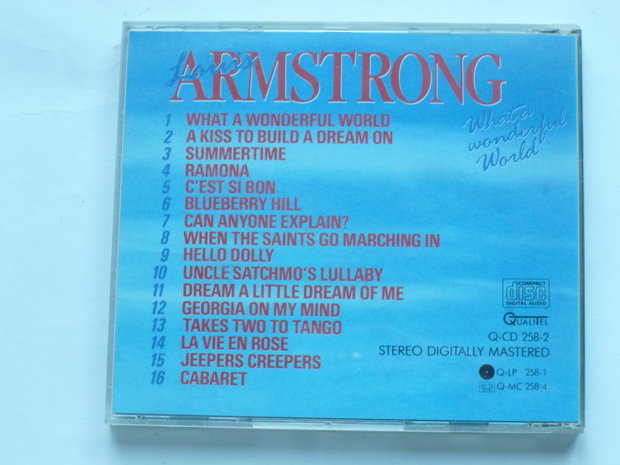 Louis
ARMSTRONG
What a
wonderful
World
1 WHAT A WONDERFUL WORLD
2 A KISS TO BUILD A DREAM ON
3 SUMMERTIME
4 RAMONA
5 C'EST SI BON
6 BLUEBERRY HILL
7 CAN ANYONE EXPLAIN?
8 WHEN THE SAINTS GO MARCHING IN
9 HELLO DOLLY
10 UNCLE SATCHMO'S LULLABY
11 DREAM A LITTLE DREAM OF ME
12 GEORGIA ON MY MIND
13 TAKES TWO TO TANGO
14 LA VIE EN ROSE
15 JEEPERS CREEPERS
16 CABARET
COMPACT
disc
DIGITAL AUDIO
QUALITEL
Q-CD 258-2
STEREO DIGITALLY MASTERED
Q-LP 258-1
Q-MC 258-4